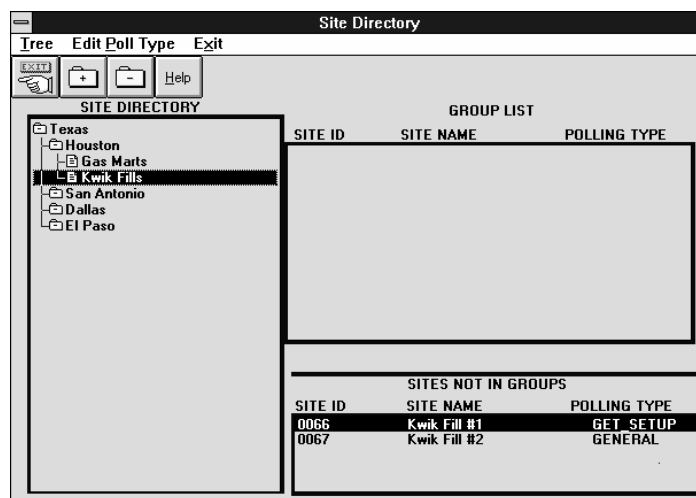 Site Directory
Tree Edit Poll Type Exit
EXIT + - Help
SITE DIRECTORY
Texas
Houston
Gas Marts
Kwik Fills
San Antonio
Dallas
El Paso
GROUP LIST
SITE ID SITE NAME POLLING TYPE
SITES NOT IN GROUPS
SITE ID SITE NAME POLLING TYPE
0066 Kwik Fill #1 GET_SETUP
0067 Kwik Fill #2 GENERAL